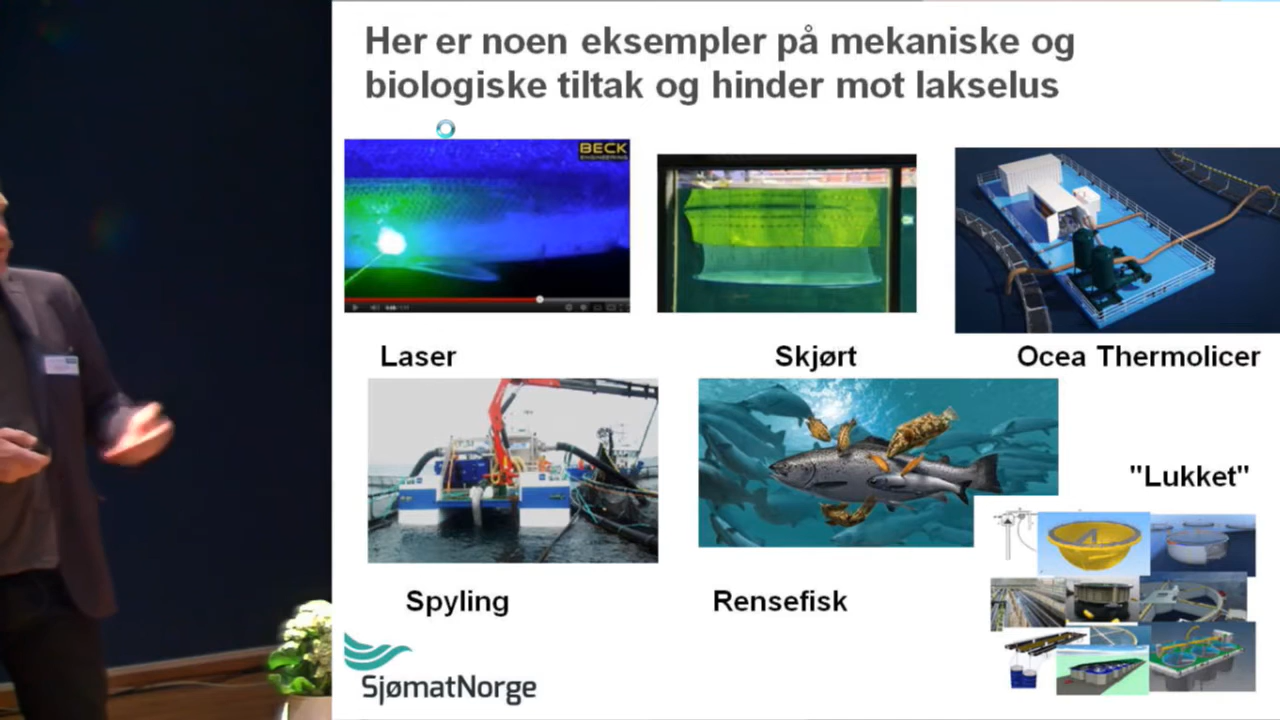 Her er noen eksempler på mekaniske og
biologiske tiltak og hinder mot lakselus
BECK
ENGINEERING
Laser
Skjørt
Ocea Thermolicer
"Lukket"
Spyling
Rensefisk
SjømatNorge